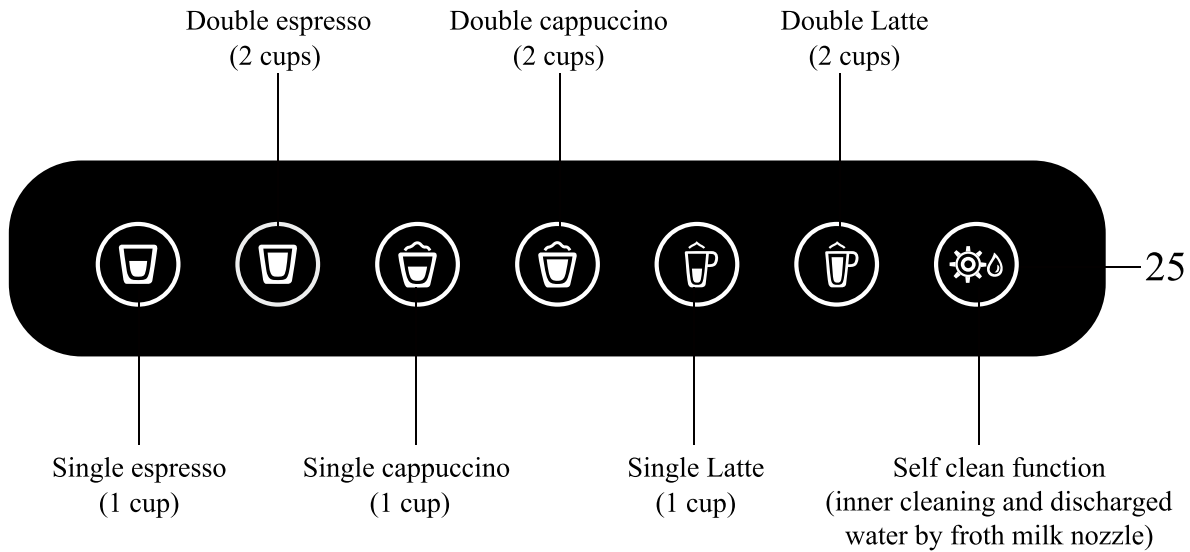 Double espresso
(2 cups)
Double cappuccino
(2 cups)
Double Latte
(2 cups)
25
Single espresso
(1 cup)
Single cappuccino
(1 cup)
Single Latte
(1 cup)
Self clean function
(inner cleaning and discharged
water by froth milk nozzle)